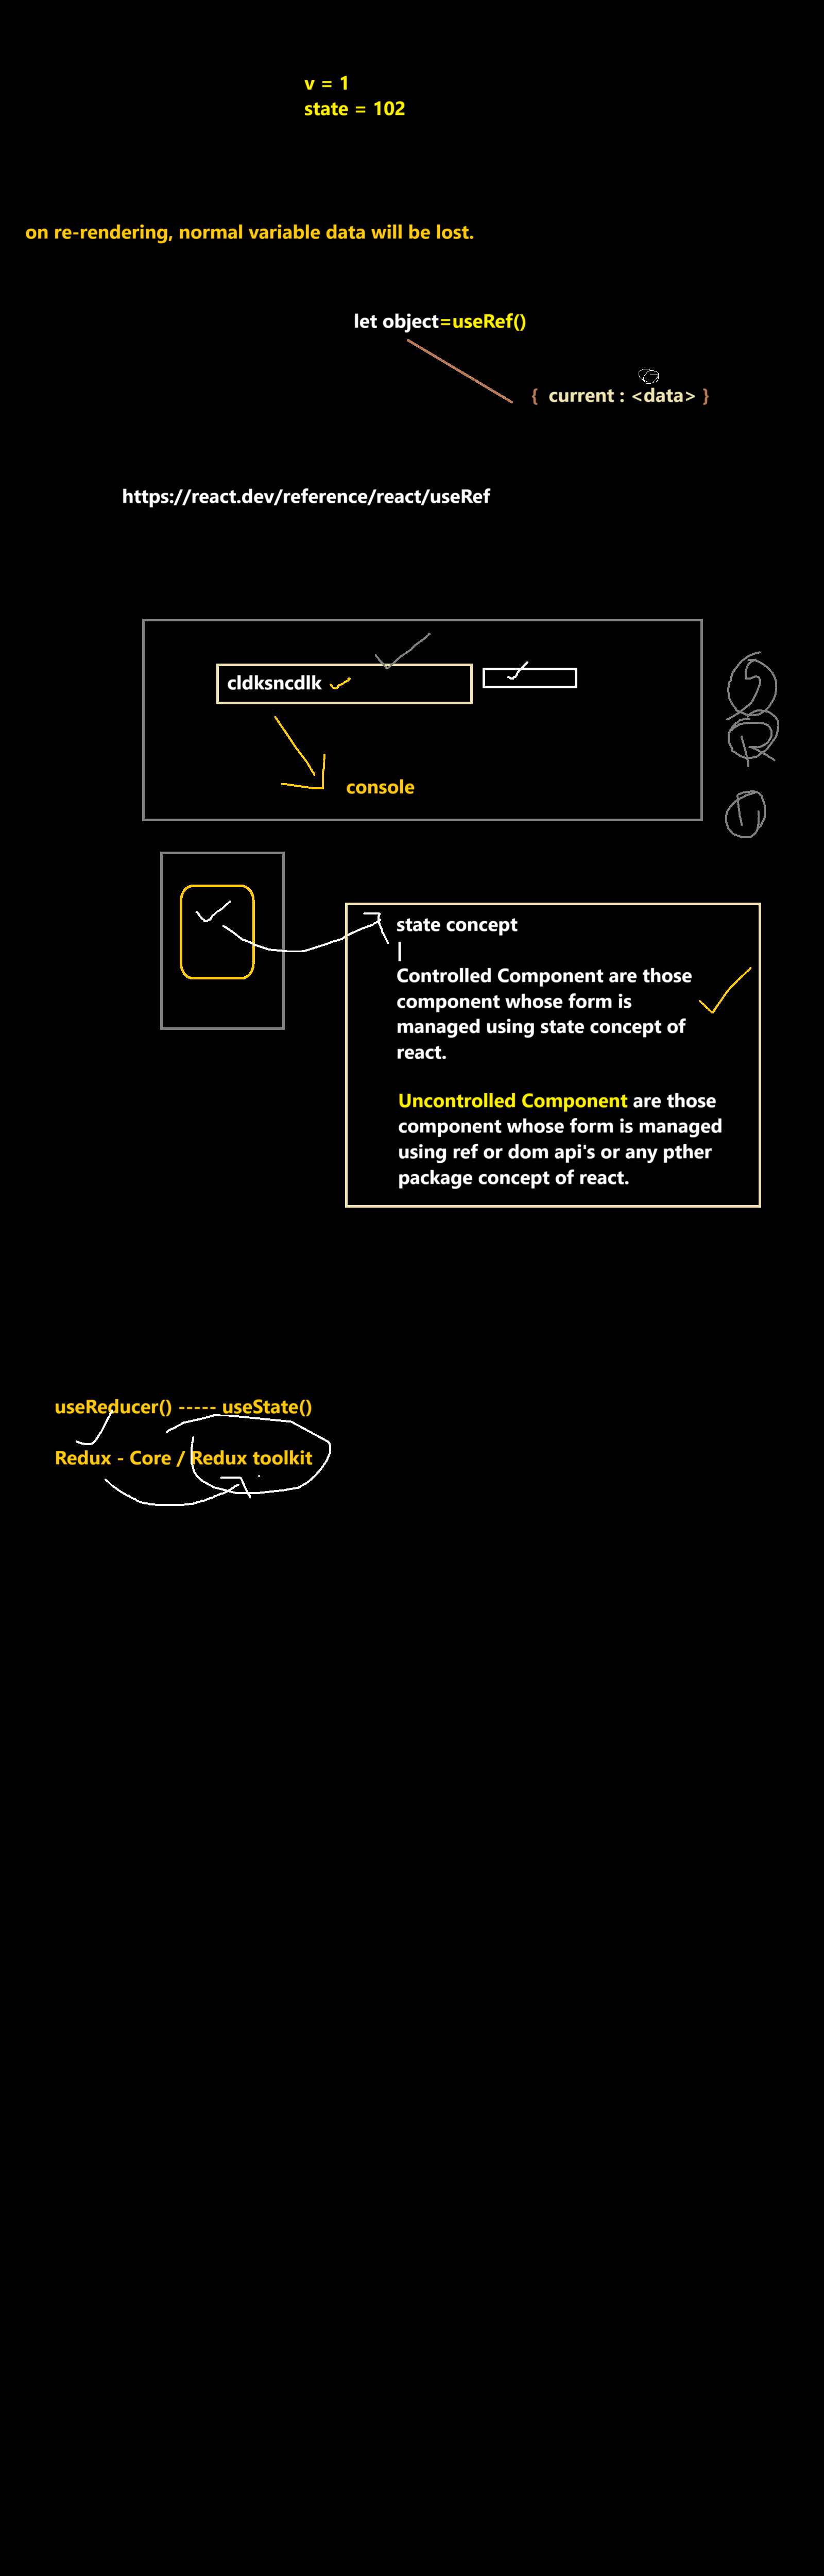 v = 1
state = 102
on re-rendering, normal variable data will be lost.
let object=useRef()
{ current : <data> }
https://react.dev/reference/react/useRef
cldksncdlk
console
state concept
|
Controlled Component are those
component whose form is
managed using state concept of
react.
Uncontrolled Component are those
component whose form is managed
using ref or dom api's or any pther
package concept of react.
useReducer() ----- useState()
Redux - Core / Redux toolkit